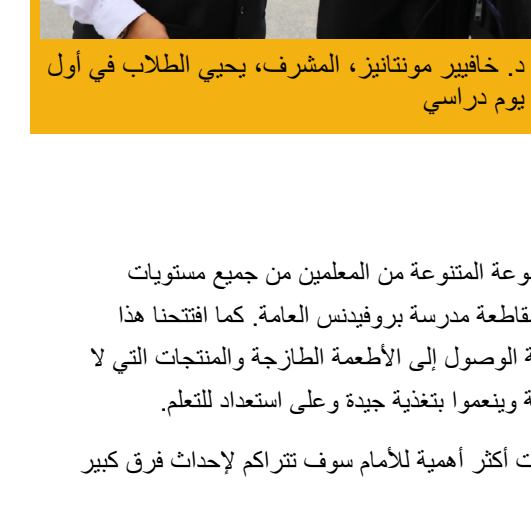 د. خافيير مونتانيز، المشرف، يحيي الطلاب في أول
يوم دراسي
المتنوعة من المعلمين من جميع مستويات
مدرسة بروفيدنس العامة. كما افتتحنا هذا
الوصول إلى الأطعمة الطازجة والمنتجات التي لا
وينعموا بتغذية جيدة وعلى استعداد للتعلم.
أكثر أهمية للأمام سوف تتراكم لإحداث فرق كبير